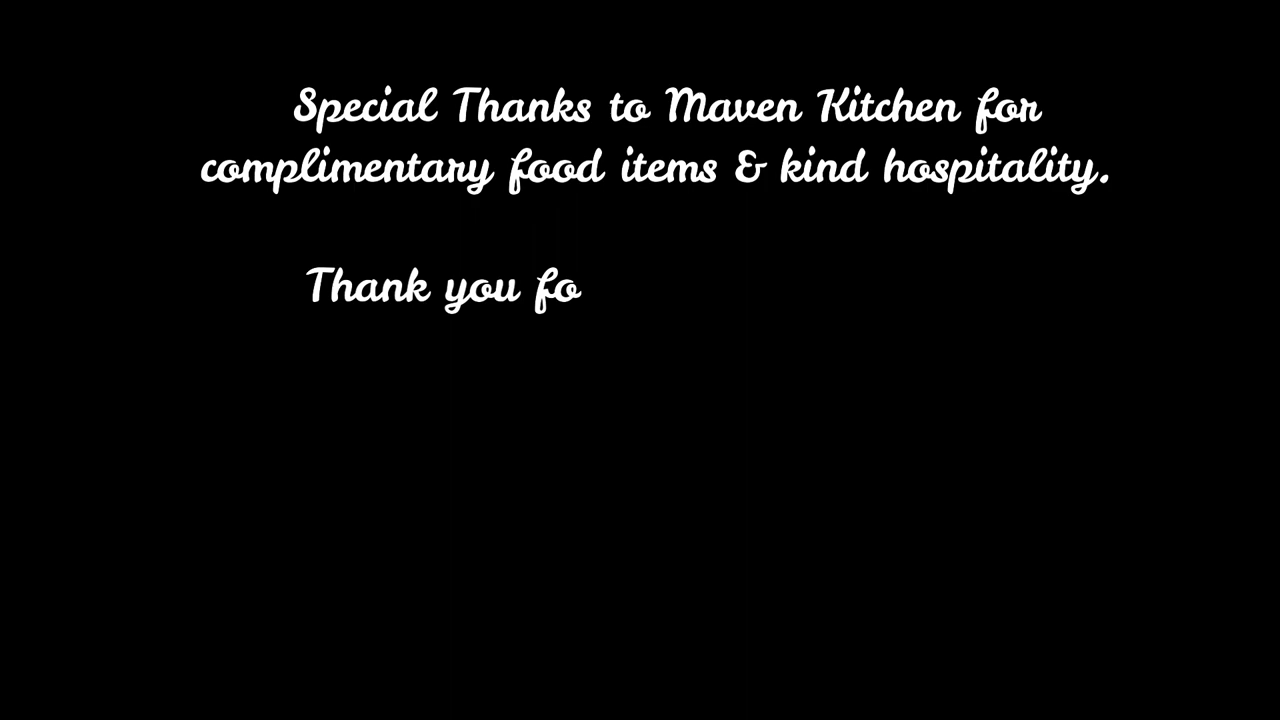 Special Thanks to Maven Kitchen for
complimentary food items & kind hospitality.
Thank you fo